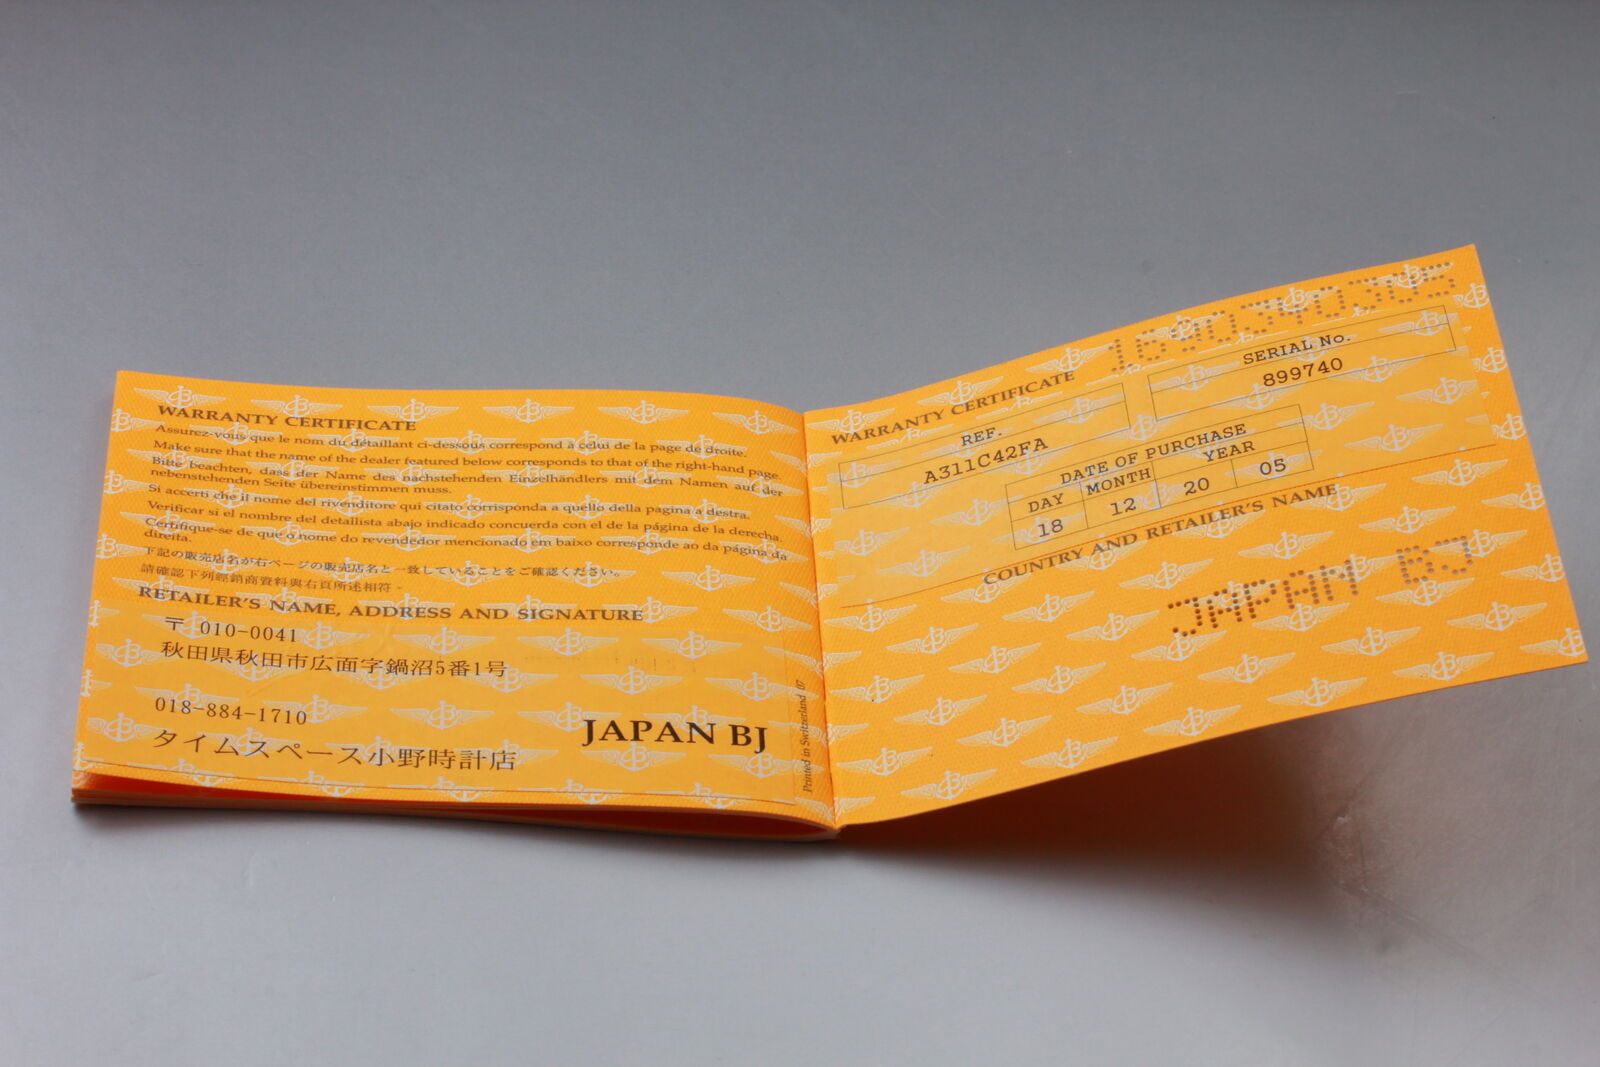 WARRANTY CERTIFICATE
Assurez-vous que le nom du détaillant ci-dessous correspond à celui de la page de droite.
Make sure that the name of the dealer featured below corresponds to that of the right-hand page.
Bitte beachten, dass der Name des nachstehenden Einzelhändlers mit dem Namen auf der
nebenstehenden Seite übereinstimmen muss.
Si accerti che il nome del rivenditore qui citato corrisponda a quello della pagina a destra.
Verificar si el nombre del detallista abajo indicado concuerda con el de la página de la derecha.
Certifique-se de que o nome do revendedor mencionado em baixo corresponde ao da página da
direita.
下記の販売店名が右ページの販売店名と一致していることをご確認ください。
請確認下列經銷商資料與右頁所述相符。
RETAILER'S NAME, ADDRESS AND SIGNATURE
〒 010-0041
秋田県秋田市広面字鍋沼5番1号
018-884-1710
タイムスペース小野時計店
JAPAN BJ
Printed in Switzerland 07
1690340305
WARRANTY CERTIFICATE
REF.
A311C42FA
SERIAL No.
899740
DATE OF PURCHASE
DAY MONTH YEAR
18 12 20 05
COUNTRY AND RETAILER'S NAME
JAPAN BJ